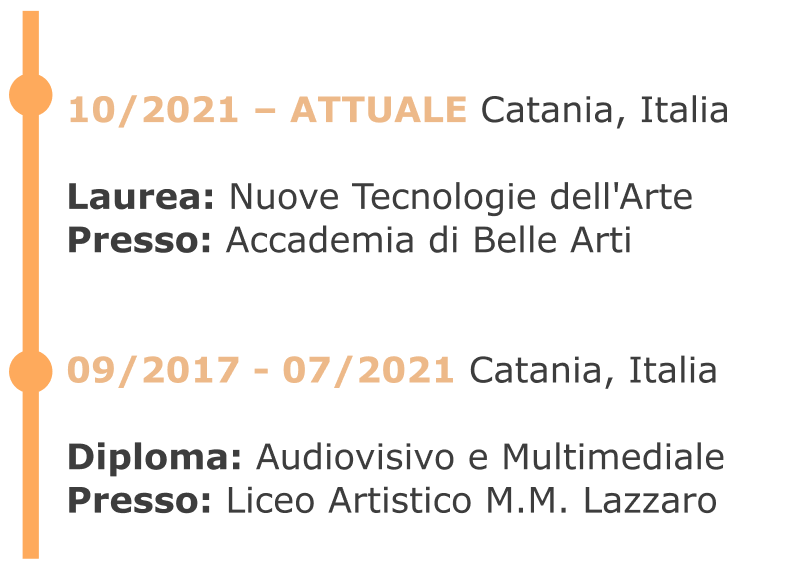 10/2021 – ATTUALE Catania, Italia
Laurea: Nuove Tecnologie dell'Arte
Presso: Accademia di Belle Arti
09/2017 - 07/2021 Catania, Italia
Diploma: Audiovisivo e Multimediale
Presso: Liceo Artistico M.M. Lazzaro